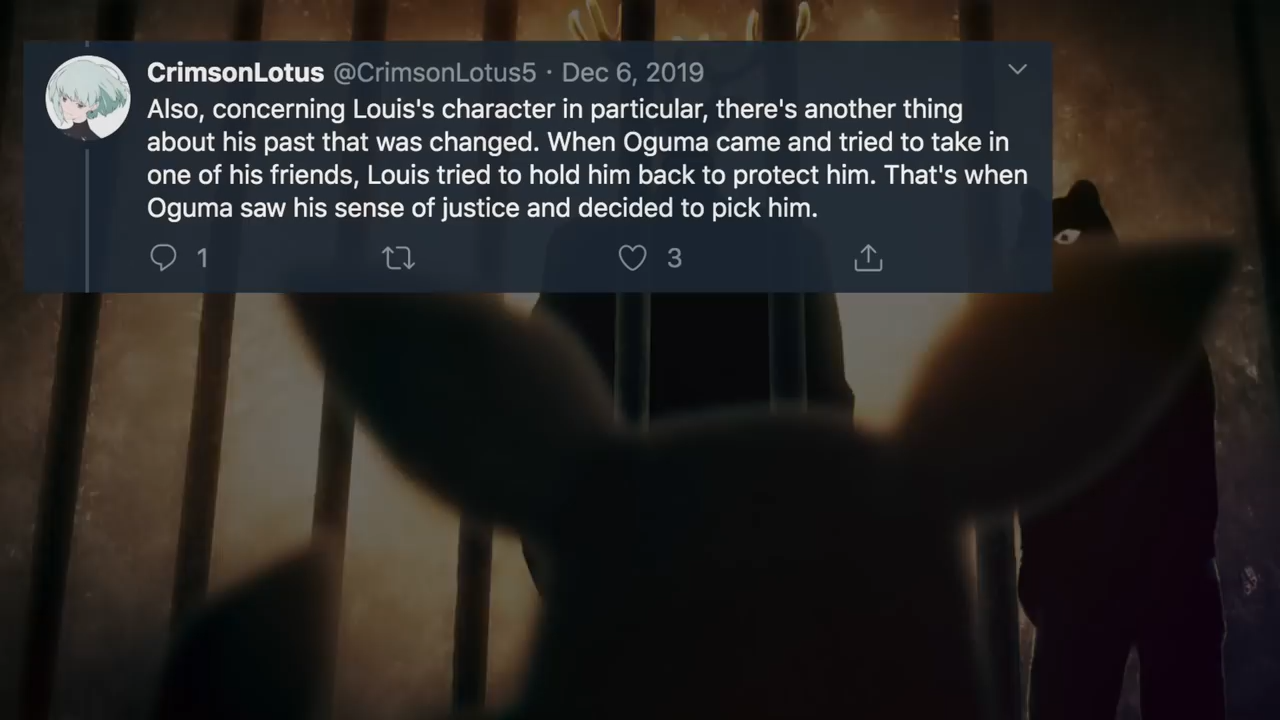 CrimsonLotus @CrimsonLotus5 · Dec 6, 2019
Also, concerning Louis's character in particular, there's another thing
about his past that was changed. When Oguma came and tried to take in
one of his friends, Louis tried to hold him back to protect him. That's when
Oguma saw his sense of justice and decided to pick him.
1 3